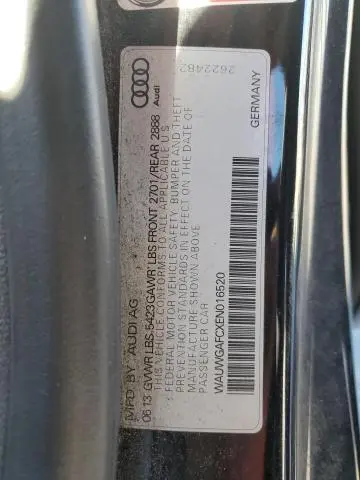 MFD BY AUDI AG
06.13 GVWR LBS 5423 GAWR LBS FRONT 2701/REAR 2888
THIS VEHICLE CONFORMS TO ALL APPLICABLE U.S.
FEDERAL MOTOR VEHICLE SAFETY, BUMPER AND THEFT
PREVENTION STANDARDS IN EFFECT ON THE DATE OF
MANUFACTURE SHOWN ABOVE
PASSENGER CAR
WAUWGAFCXEN016520
GERMANY
Audi
2622482